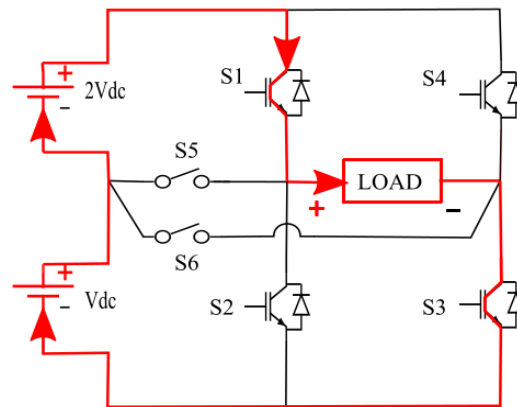 S1
S4
+
2Vdc
−
S5
LOAD
+
−
S6
+
Vdc
−
S2
S3